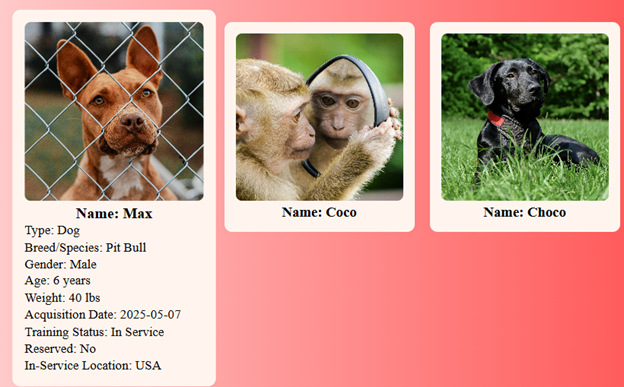 Name: Max
Type: Dog
Breed/Species: Pit Bull
Gender: Male
Age: 6 years
Weight: 40 lbs
Acquisition Date: 2025-05-07
Training Status: In Service
Reserved: No
In-Service Location: USA
Name: Coco
Name: Choco